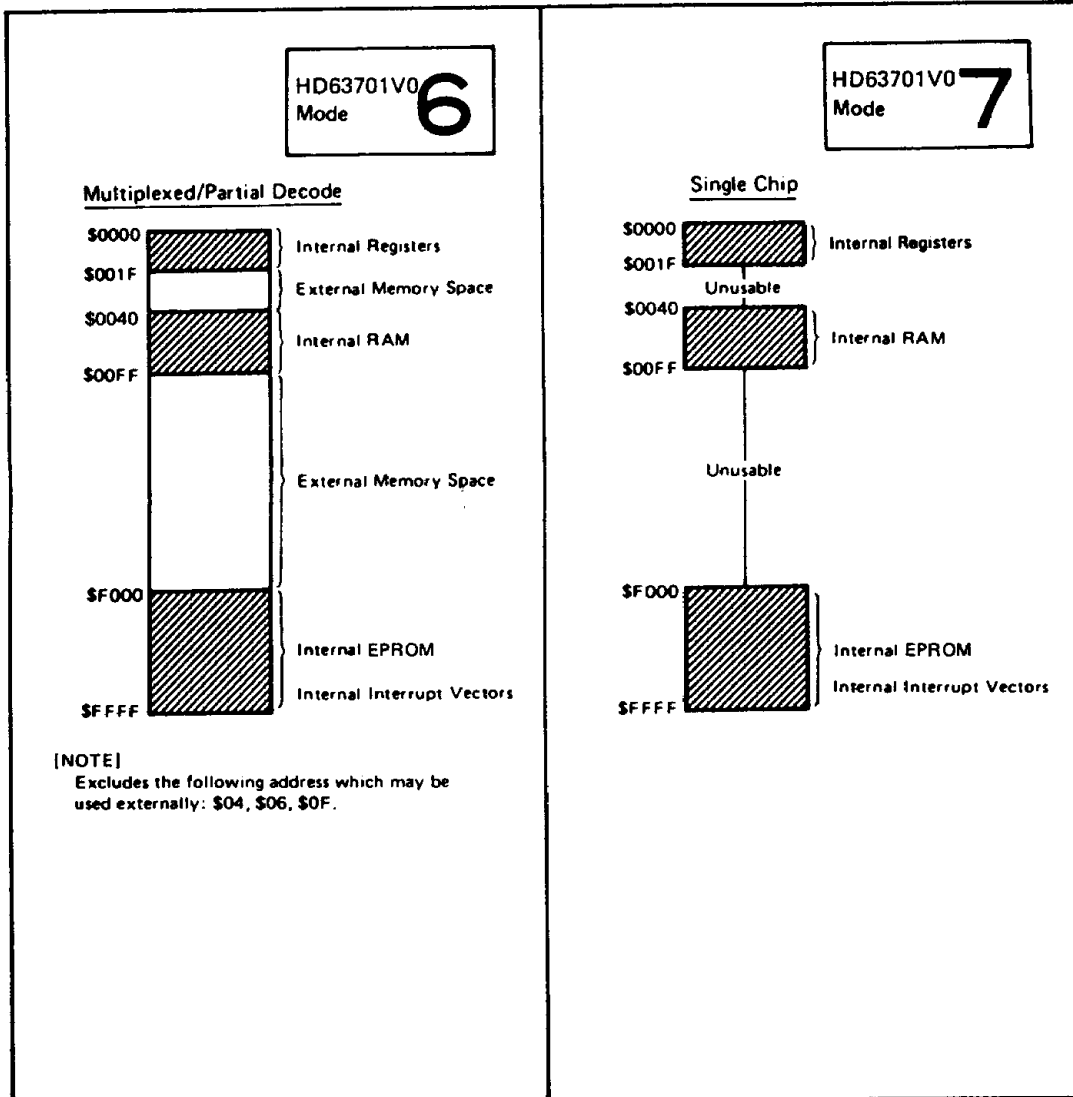 HD63701V0
Mode 6
Multiplexed/Partial Decode
$0000
Internal Registers
$001F
External Memory Space
$0040
Internal RAM
$00FF
External Memory Space
$F000
Internal EPROM
Internal Interrupt Vectors
$FFFF
[NOTE]
Excludes the following address which may be
used externally: $04, $06, $0F.
HD63701V0
Mode 7
Single Chip
$0000
Internal Registers
$001F
Unusable
$0040
Internal RAM
$00FF
Unusable
$F000
Internal EPROM
Internal Interrupt Vectors
$FFFF